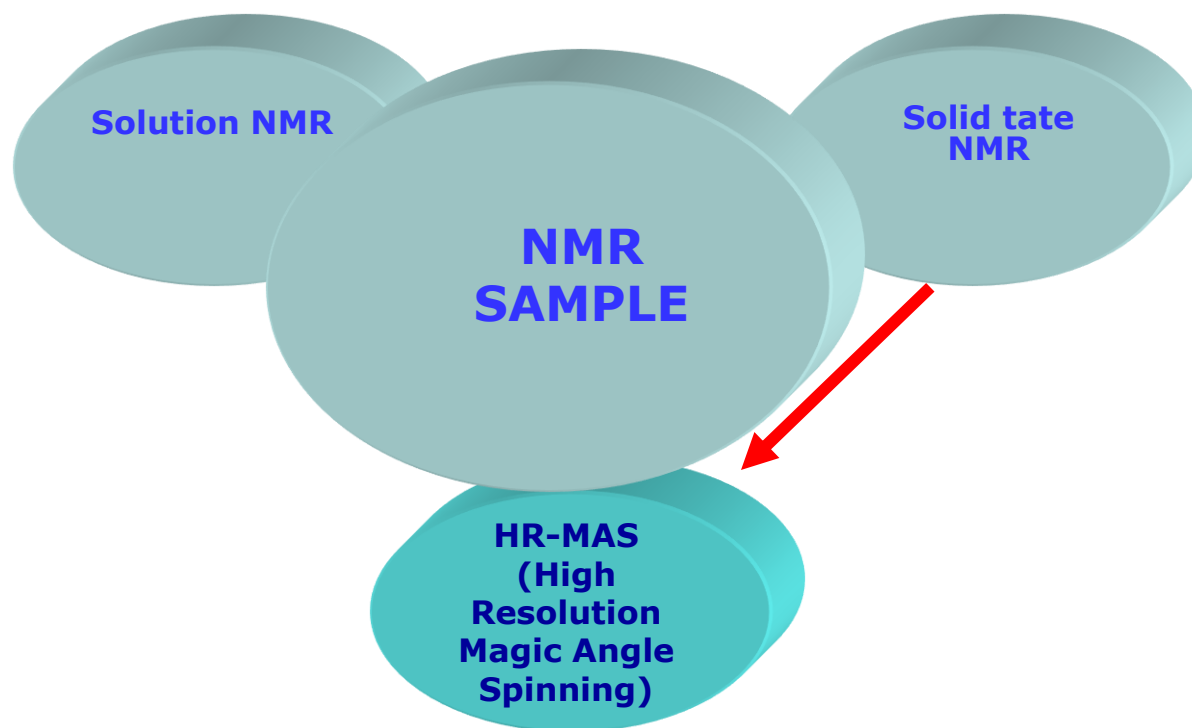 Solution NMR
Solid tate
NMR
NMR
SAMPLE
HR-MAS
(High
Resolution
Magic Angle
Spinning)